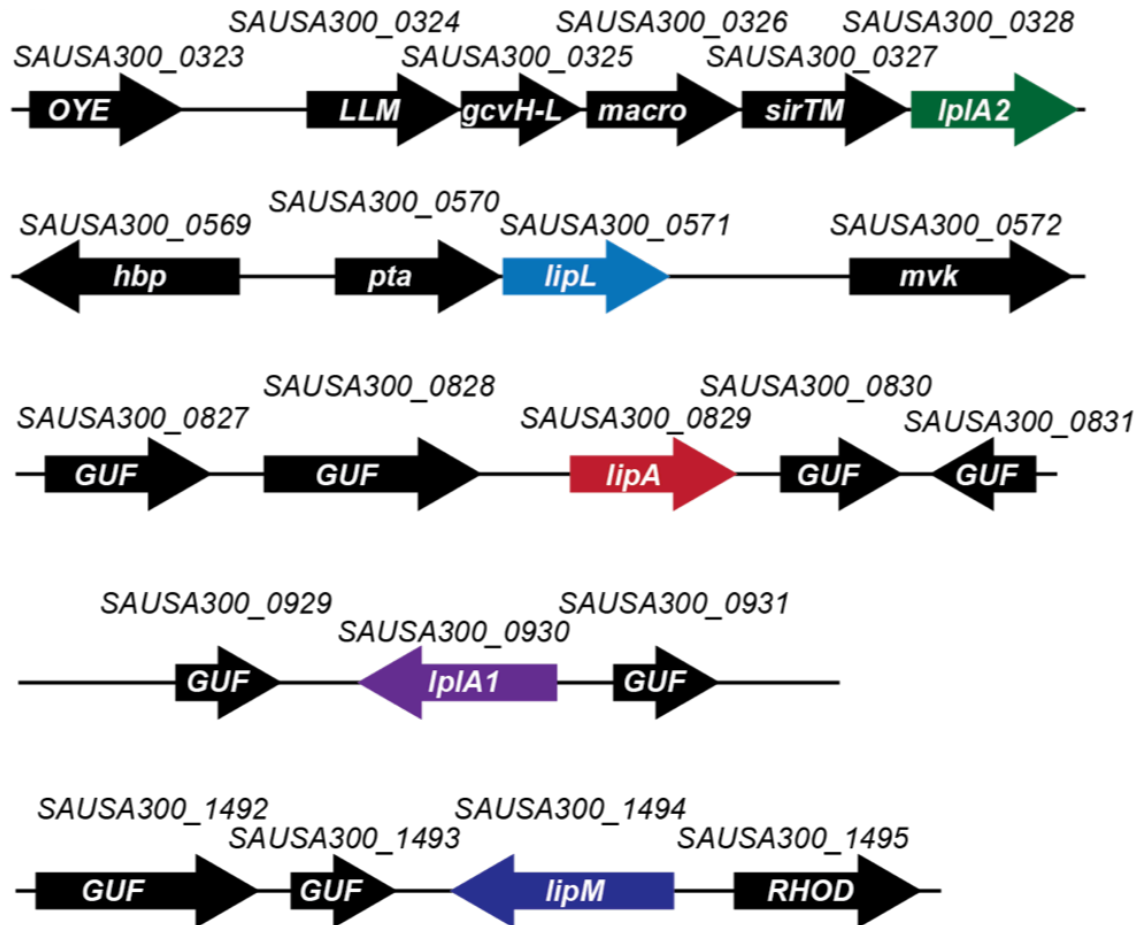 SAUSA300_0324 SAUSA300_0326 SAUSA300_0328
SAUSA300_0323 SAUSA300_0325 SAUSA300_0327
OYE LLM gcvH-L macro sirTM lplA2
SAUSA300_0570
SAUSA300_0569 SAUSA300_0571 SAUSA300_0572
hbp pta lipL mvk
SAUSA300_0828 SAUSA300_0830
SAUSA300_0827 SAUSA300_0829 SAUSA300_0831
GUF GUF lipA GUF GUF
SAUSA300_0929 SAUSA300_0931
SAUSA300_0930
GUF lplA1 GUF
SAUSA300_1492 SAUSA300_1494
SAUSA300_1493 SAUSA300_1495
GUF GUF lipM RHOD